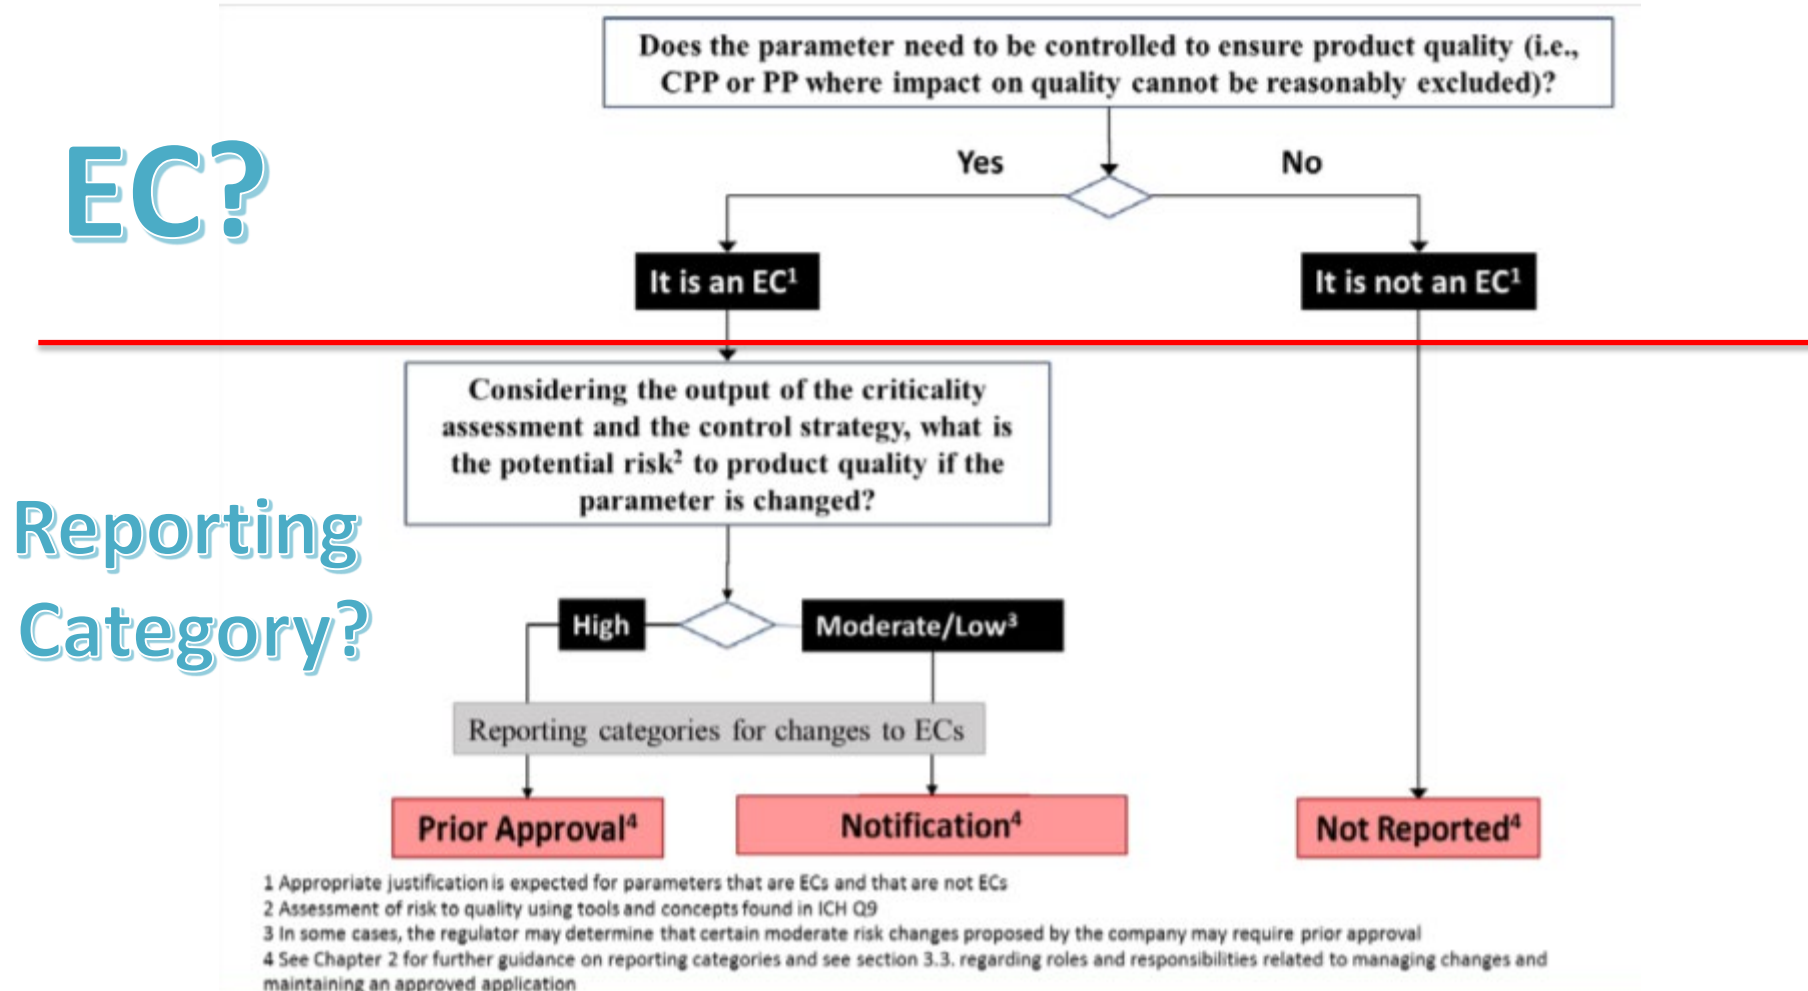 Does the parameter need to be controlled to ensure product quality (i.e.,
CPP or PP where impact on quality cannot be reasonably excluded)?
EC?
Yes
No
It is an EC¹
It is not an EC¹
Considering the output of the criticality
assessment and the control strategy, what is
the potential risk² to product quality if the
parameter is changed?
Reporting
Category?
High
Moderate/Low³
Reporting categories for changes to ECs
Prior Approval⁴
Notification⁴
Not Reported⁴
1 Appropriate justification is expected for parameters that are ECs and that are not ECs
2 Assessment of risk to quality using tools and concepts found in ICH Q9
3 In some cases, the regulator may determine that certain moderate risk changes proposed by the company may require prior approval
4 See Chapter 2 for further guidance on reporting categories and see section 3.3. regarding roles and responsibilities related to managing changes and
maintaining an approved application